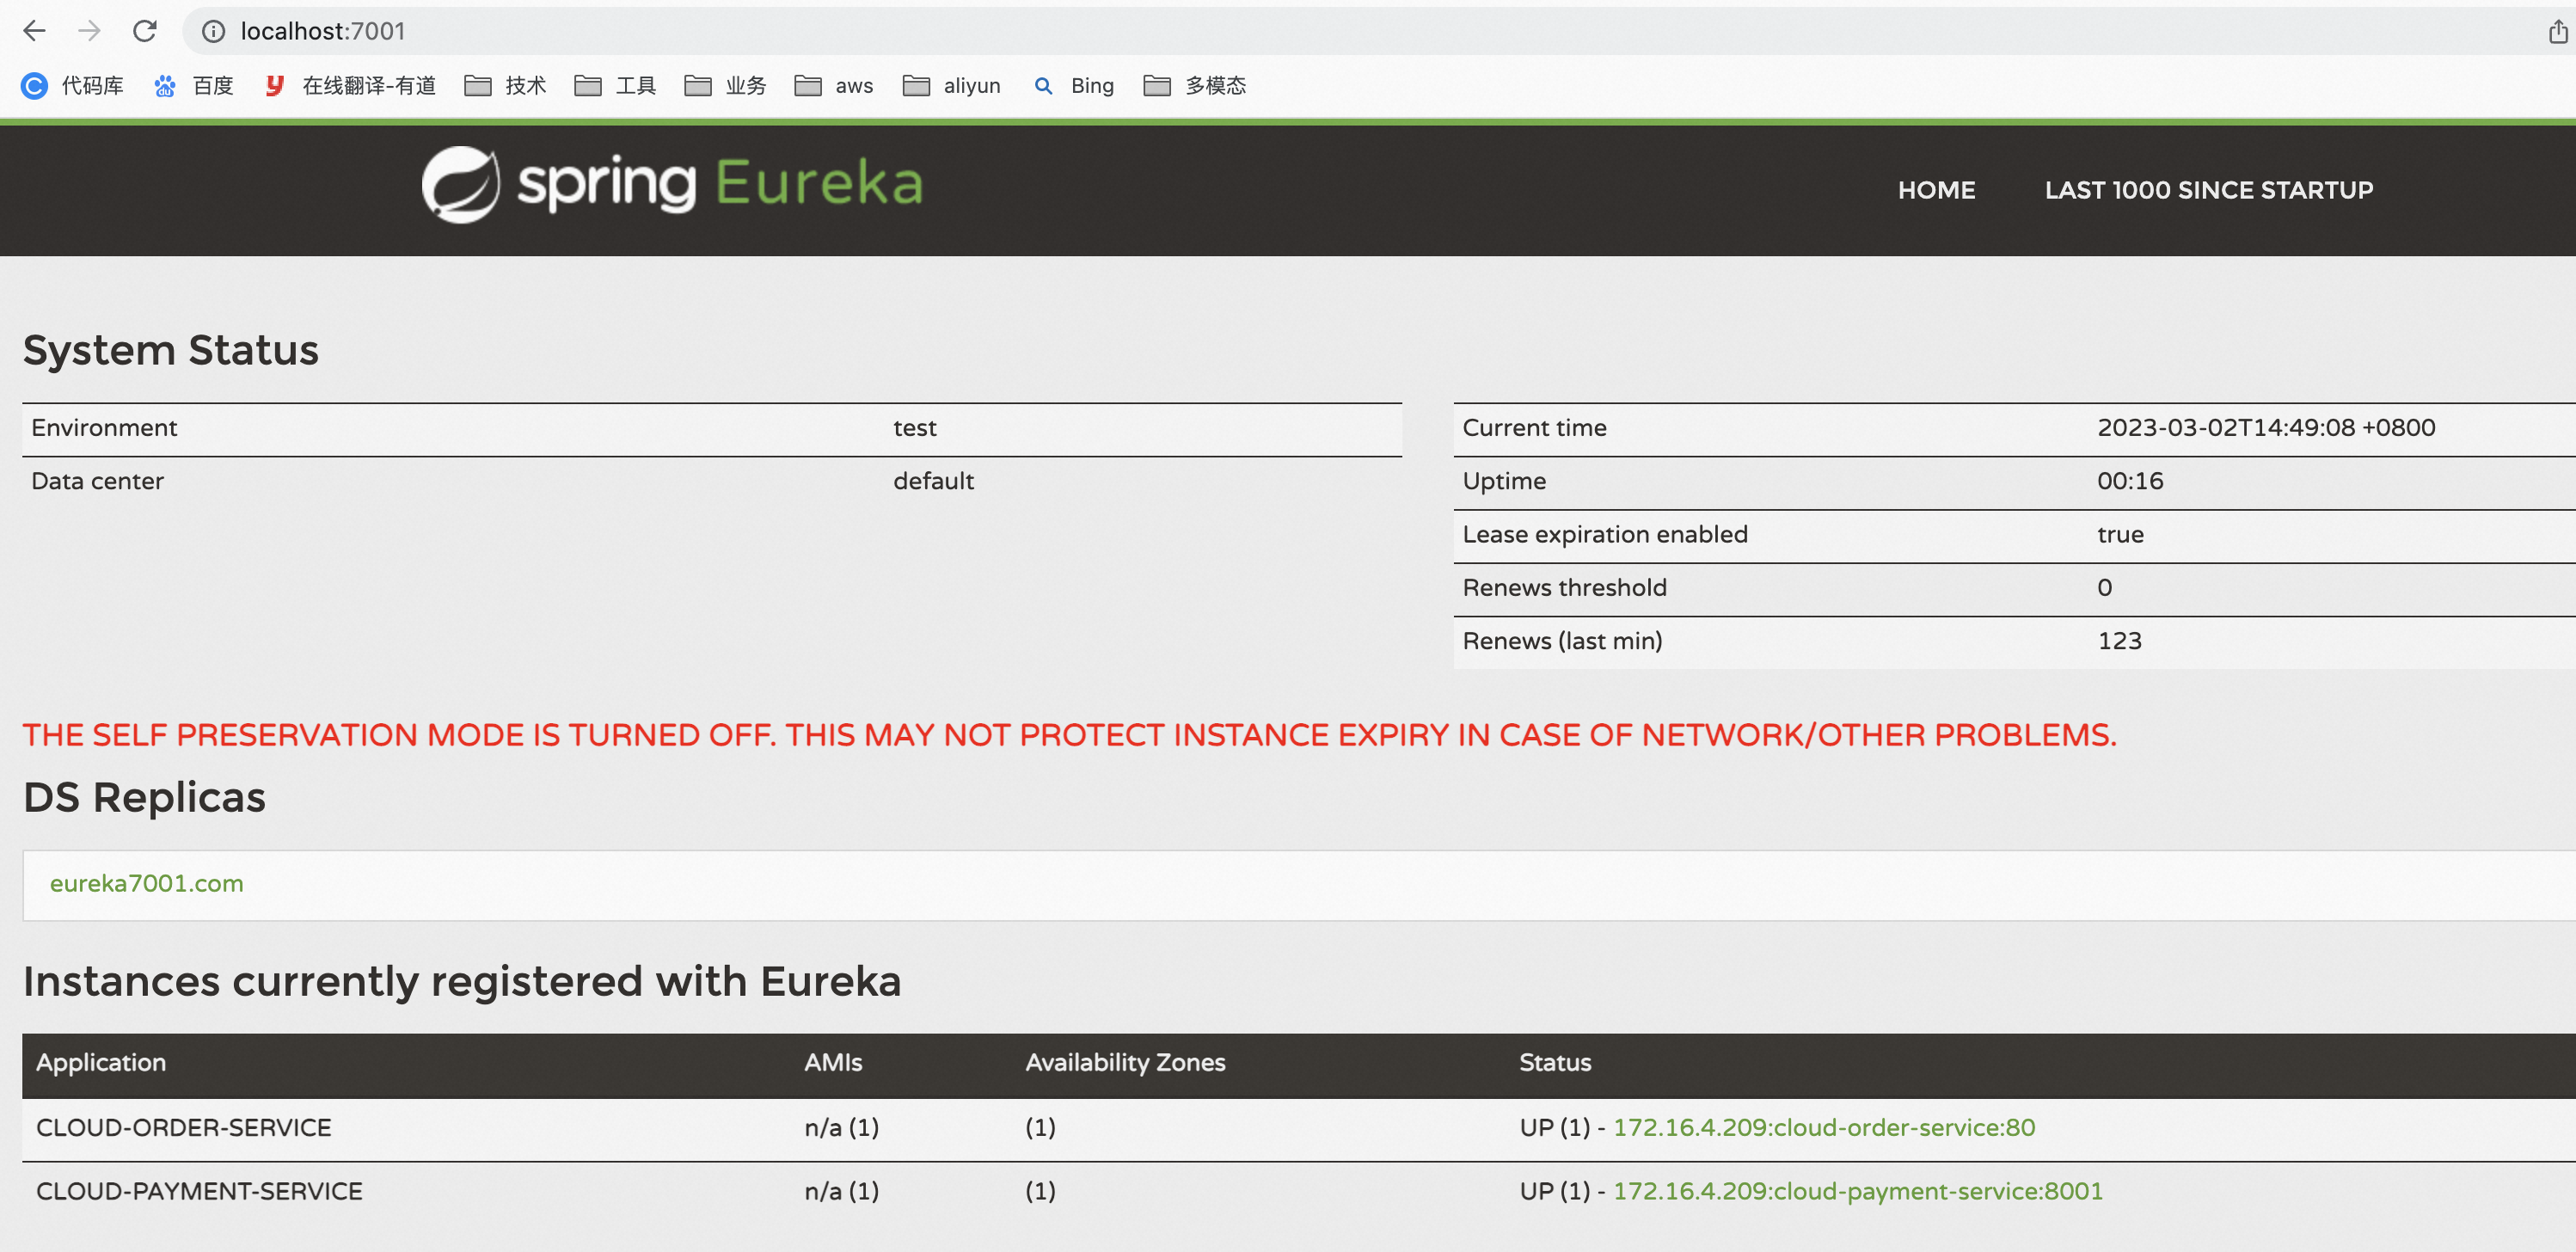 localhost:7001
代码库 百度 在线翻译-有道 技术 工具 业务 aws aliyun Bing 多模态
spring Eureka HOME LAST 1000 SINCE STARTUP
System Status
Environment test
Data center default
Current time 2023-03-02T14:49:08 +0800
Uptime 00:16
Lease expiration enabled true
Renews threshold 0
Renews (last min) 123
THE SELF PRESERVATION MODE IS TURNED OFF. THIS MAY NOT PROTECT INSTANCE EXPIRY IN CASE OF NETWORK/OTHER PROBLEMS.
DS Replicas
eureka7001.com
Instances currently registered with Eureka
Application AMIs Availability Zones Status
CLOUD-ORDER-SERVICE n/a (1) (1) UP (1) - 172.16.4.209:cloud-order-service:80
CLOUD-PAYMENT-SERVICE n/a (1) (1) UP (1) - 172.16.4.209:cloud-payment-service:8001